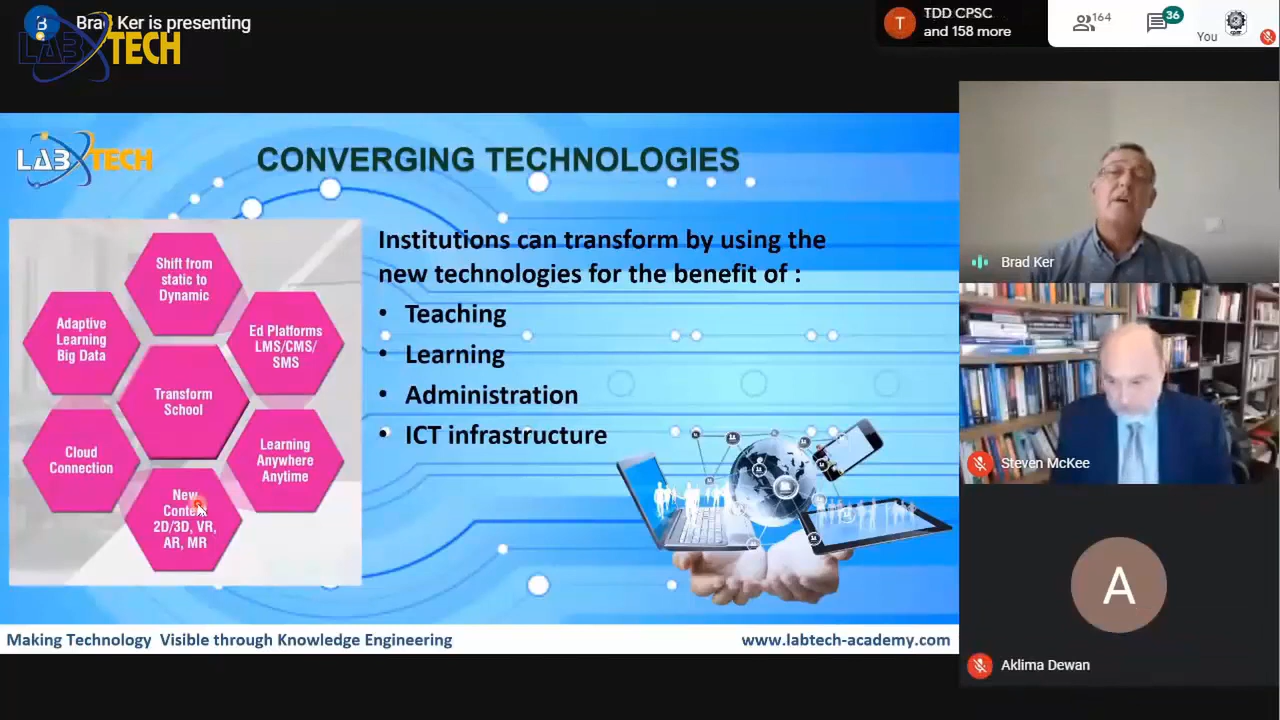 B
Brad Ker is presenting
LABTECH
T
TDD CPSC
and 158 more
164
36
You
LABTECH
CONVERGING TECHNOLOGIES
Shift from
static to
Dynamic
Adaptive
Learning
Big Data
Ed Platforms
LMS/CMS/
SMS
Transform
School
Cloud
Connection
Learning
Anywhere
Anytime
New
2D/3D, VR,
AR, MR
Institutions can transform by using the
new technologies for the benefit of :
• Teaching
• Learning
• Administration
• ICT infrastructure
Making Technology Visible through Knowledge Engineering
www.labtech-academy.com
Brad Ker
Steven McKee
A
Aklima Dewan